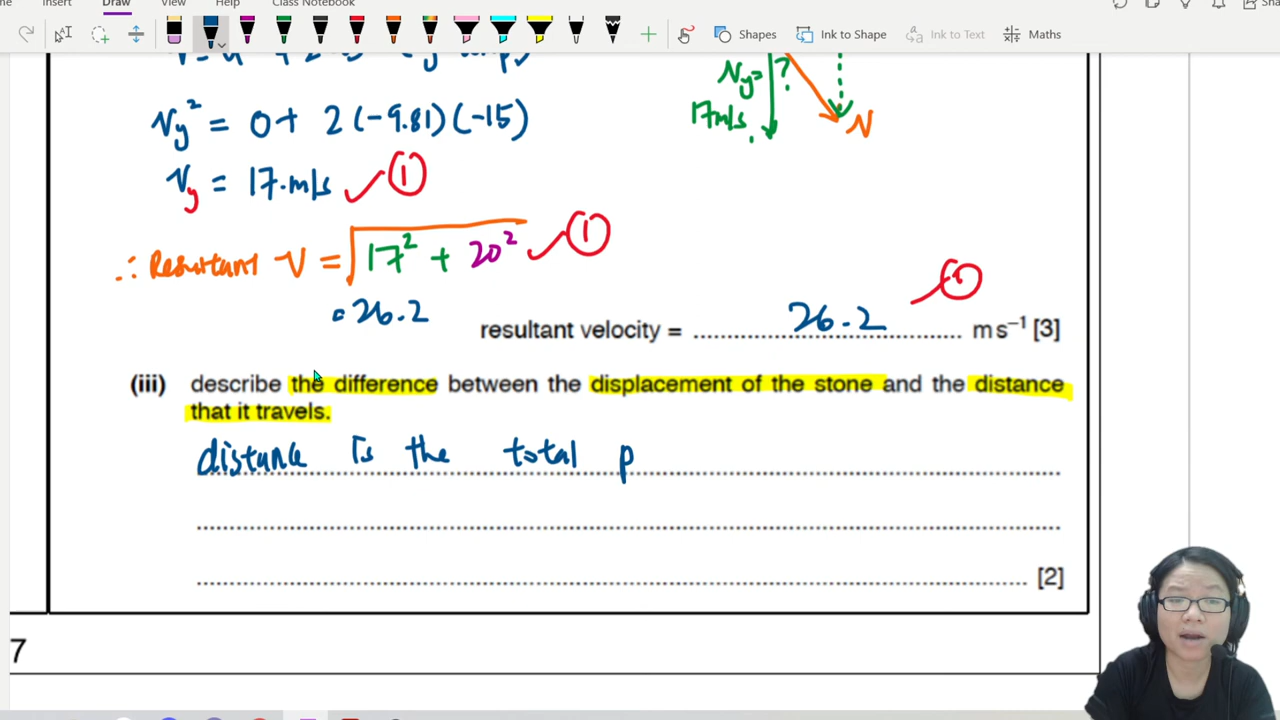 Insert Draw View Help Class Notebook
Shapes Ink to Shape Ink to Text Maths
Vy² = 0 + 2(-9.81)(-15)
Vy = 17.m/s ✓①
Vy = ?
17m/s.
V
∴ Resultant V = √17² + 20² ✓①
= 26.2
resultant velocity = 26.2 m s⁻¹ [3]
(iii) describe the difference between the displacement of the stone and the distance
that it travels.
distance is the total p
[2]
7